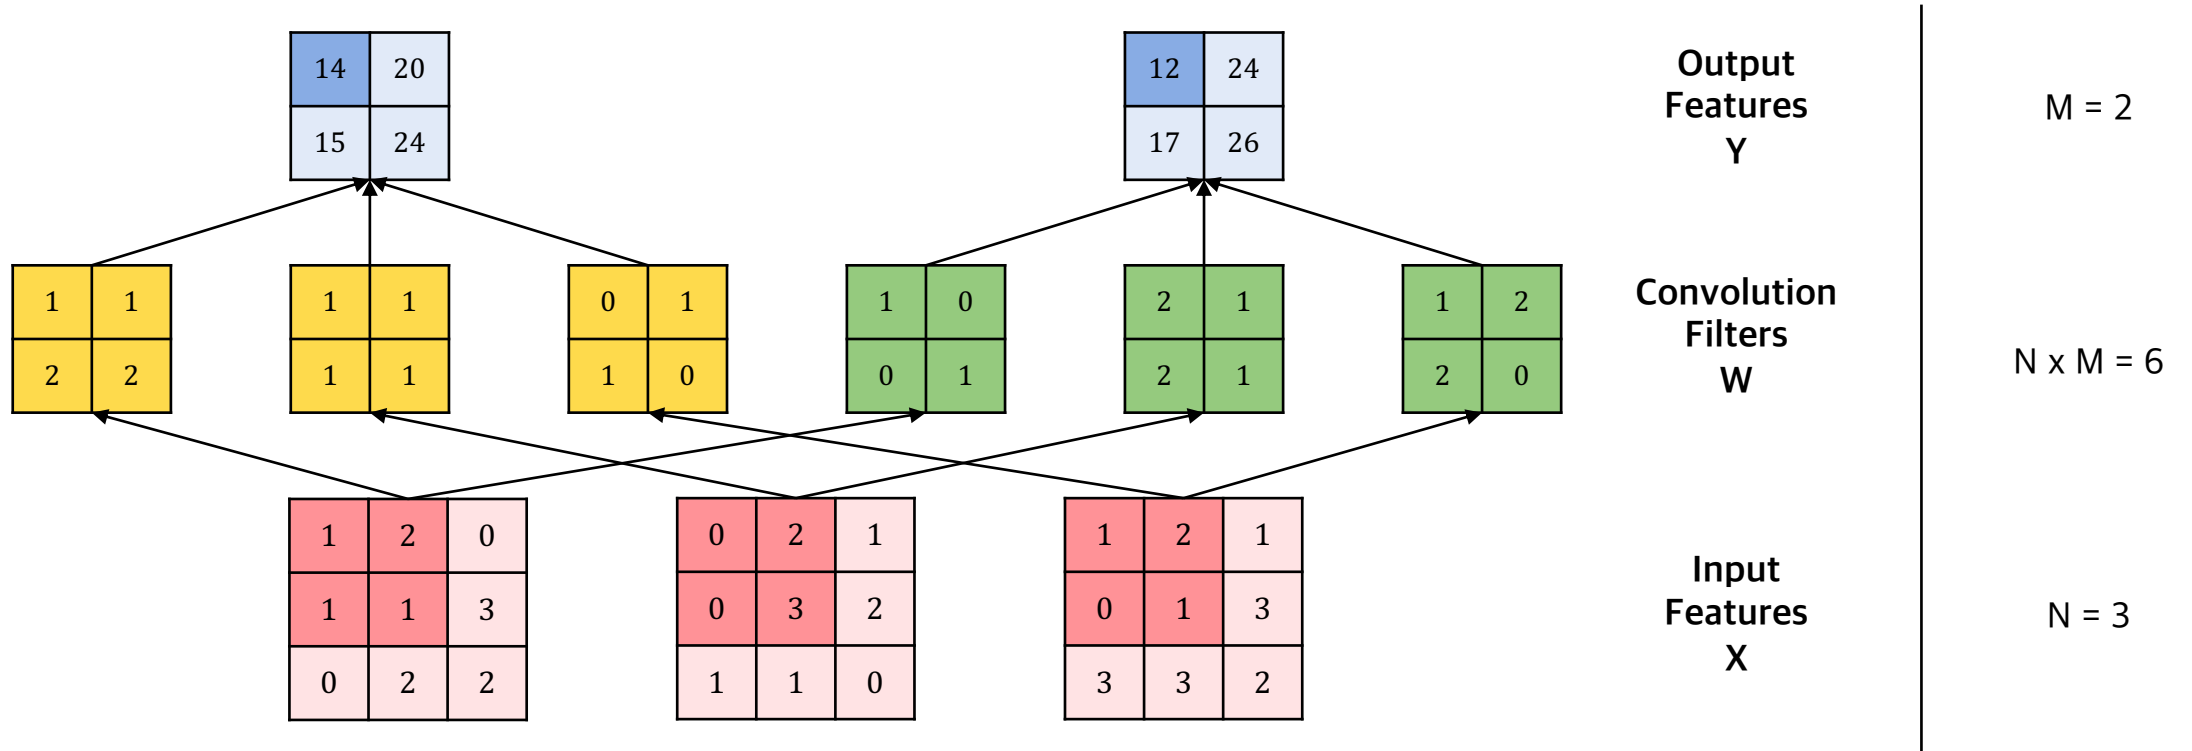 14 20 12 24
15 24 17 26
Output
Features
Y
M = 2
1 1 1 1 0 1 1 0 2 1 1 2
2 2 1 1 1 0 0 1 2 1 2 0
Convolution
Filters
W
N x M = 6
1 2 0 0 2 1 1 2 1
1 1 3 0 3 2 0 1 3
0 2 2 1 1 0 3 3 2
Input
Features
X
N = 3